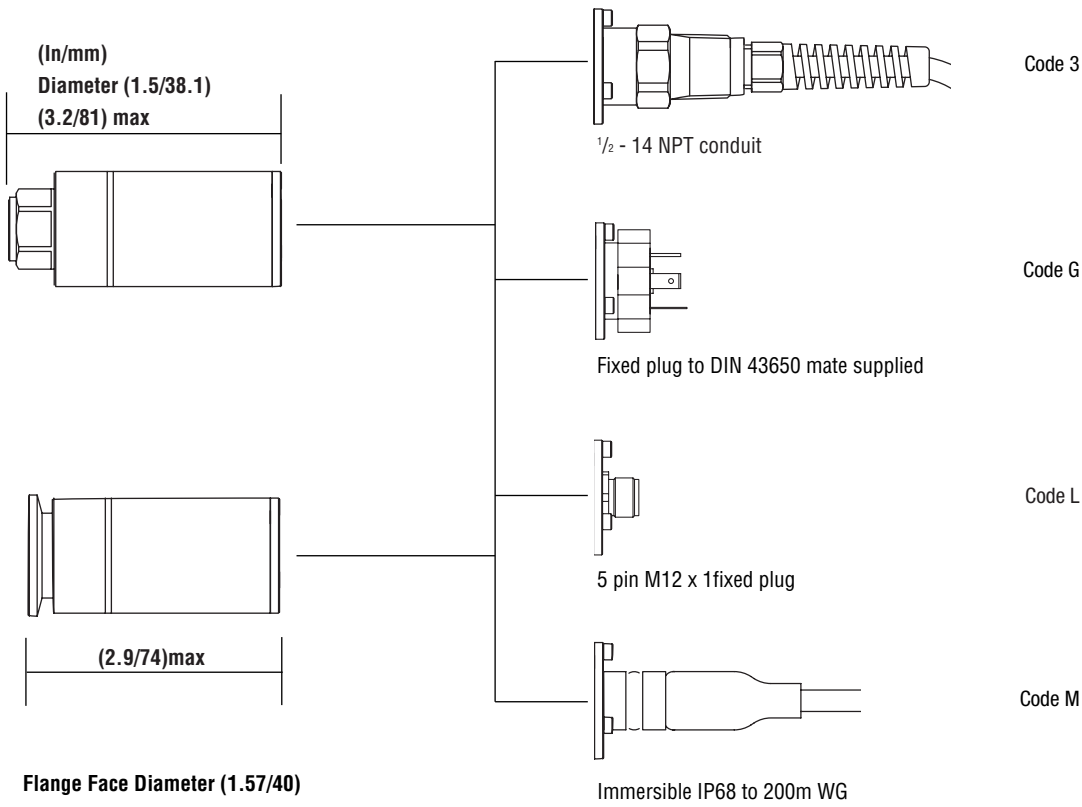 (In/mm)
Diameter (1.5/38.1)
(3.2/81) max
Code 3
1/2 - 14 NPT conduit
Code G
Fixed plug to DIN 43650 mate supplied
Code L
5 pin M12 x 1fixed plug
(2.9/74)max
Code M
Flange Face Diameter (1.57/40)
Immersible IP68 to 200m WG